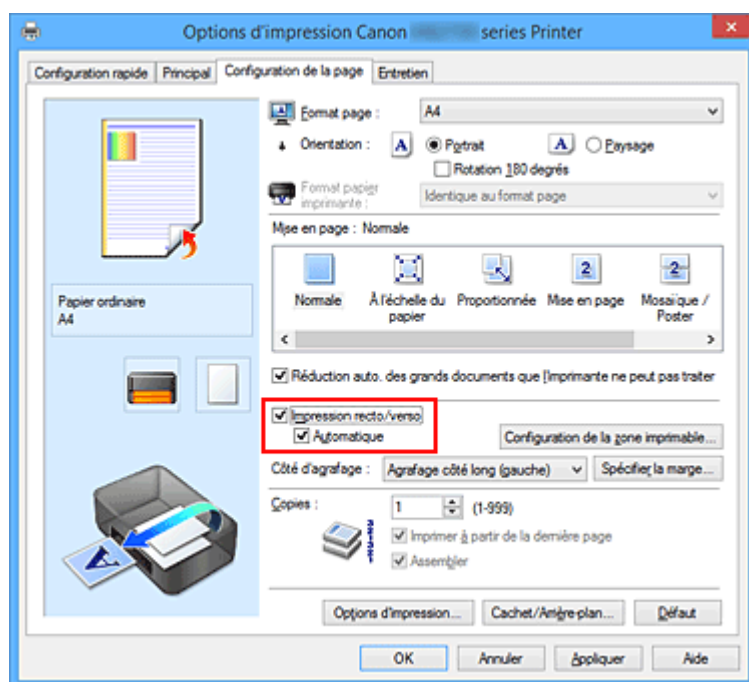 Options d'impression Canon series Printer
Configuration rapide Principal Configuration de la page Entretien
Format page : A4
Orientation : A Portrait A Paysage
Rotation 180 degrés
Format papier imprimante : Identique au format page
Mise en page : Normale
Normale À l'échelle du papier Proportionnée 2 Mise en page 2 Mosaïque / Poster
Papier ordinaire
A4
Réduction auto. des grands documents que l'imprimante ne peut pas traiter
Impression recto/verso
Automatique Configuration de la zone imprimable...
Côté d'agrafage : Agrafage côté long (gauche) Spécifier la marge...
Copies : 1 (1-999)
Imprimer à partir de la dernière page
Assembler
A
Options d'impression... Cachet/Arrière-plan... Défaut
OK Annuler Appliquer Aide